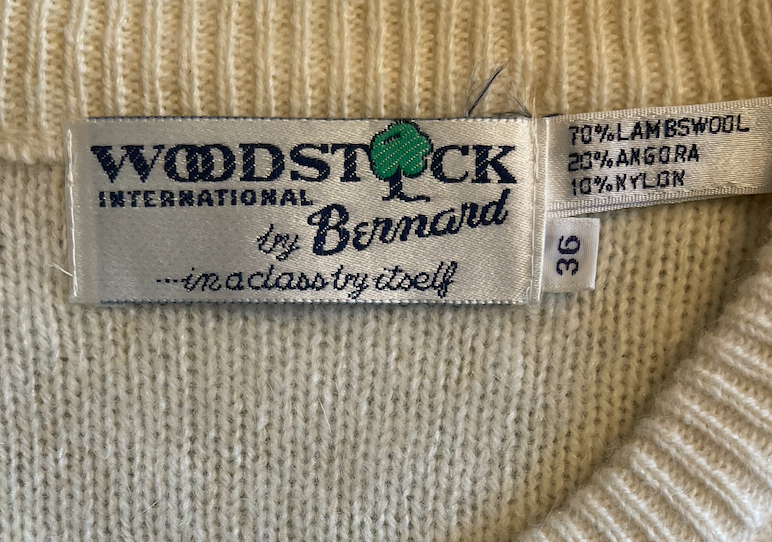 WOODSTOCK
INTERNATIONAL
by Bernard
...in a class by itself
70% LAMBSWOOL
20% ANGORA
10% NYLON
36